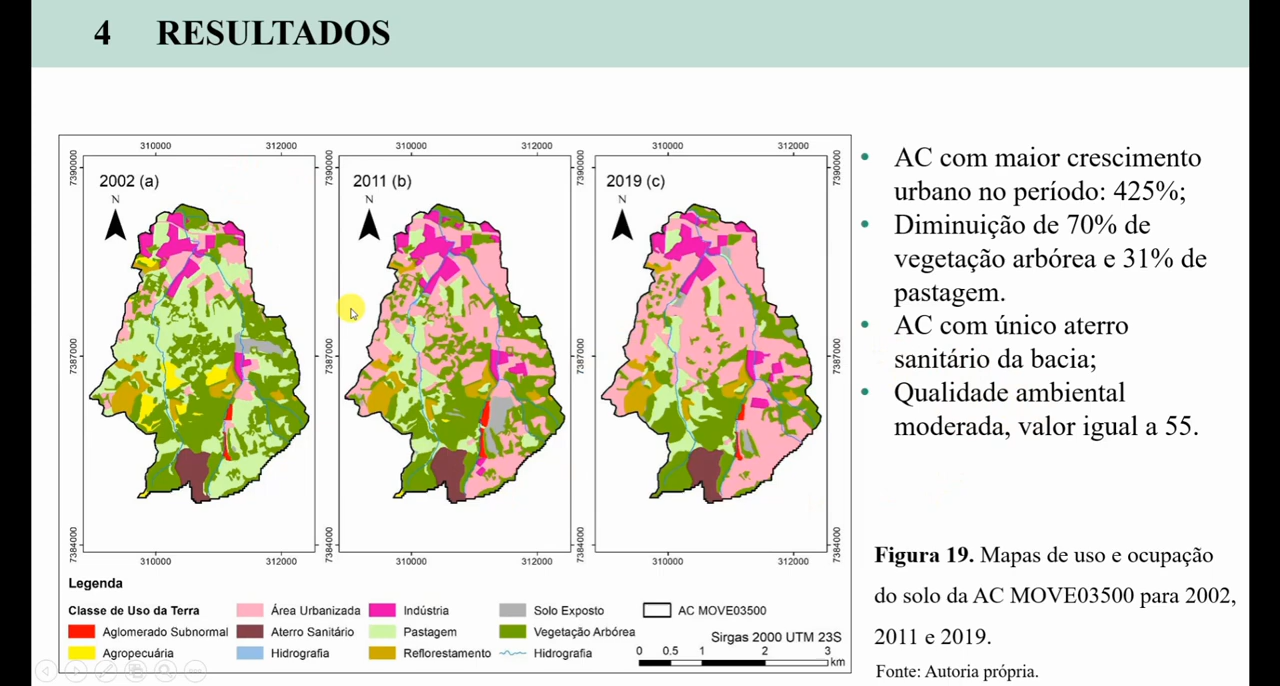 4 RESULTADOS
310000 312000 310000 312000 310000 312000
7390000 7390000 7390000 7390000
2002 (a) 2011 (b) 2019 (c)
N N N
7387000 7387000 7387000 7387000
7384000 7384000 7384000 7384000
310000 312000 310000 312000 310000 312000
Legenda
Classe de Uso da Terra
Aglomerado Subnormal
Agropecuária
Área Urbanizada
Aterro Sanitário
Hidrografia
Indústria
Pastagem
Reflorestamento
Solo Exposto
Vegetação Arbórea
Hidrografia
AC MOVE03500
Sirgas 2000 UTM 23S
0 0.5 1 2 3
km
• AC com maior crescimento
urbano no período: 425%;
• Diminuição de 70% de
vegetação arbórea e 31% de
pastagem.
• AC com único aterro
sanitário da bacia;
• Qualidade ambiental
moderada, valor igual a 55.
Figura 19. Mapas de uso e ocupação
do solo da AC MOVE03500 para 2002,
2011 e 2019.
Fonte: Autoria própria.